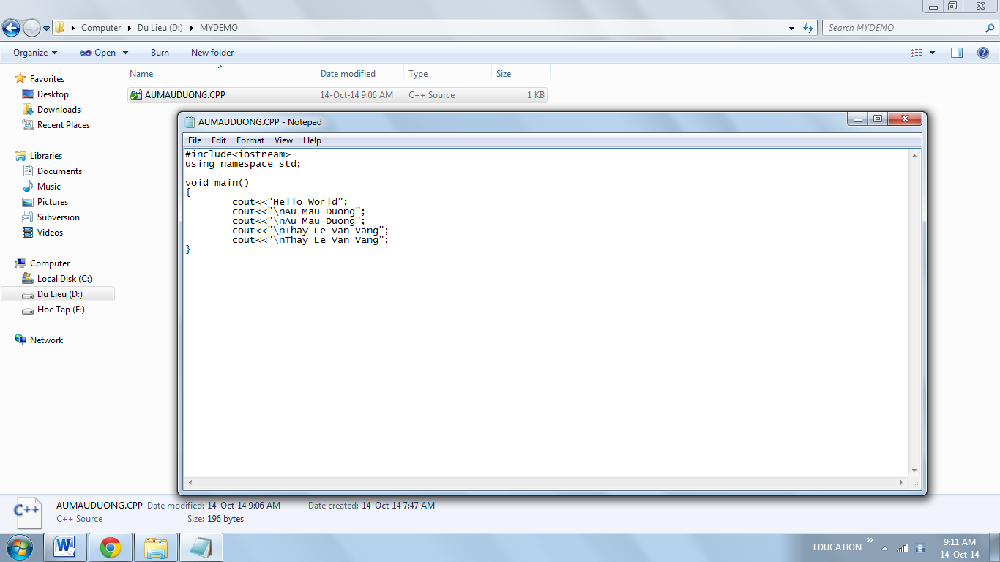 Computer Du Lieu (D:) MYDEMO
Search MYDEMO
Organize Open Burn New folder
Favorites
Desktop
Downloads
Recent Places
Libraries
Documents
Music
Pictures
Subversion
Videos
Computer
Local Disk (C:)
Du Lieu (D:)
Hoc Tap (F:)
Network
Name Date modified Type Size
AUMAUDUONG.CPP 14-Oct-14 9:06 AM C++ Source 1 KB
AUMAUDUONG.CPP - Notepad
File Edit Format View Help
#include<iostream>
using namespace std;
void main()
{
cout<<"Hello World";
cout<<"\nAu Mau Duong";
cout<<"\nAu Mau Duong";
cout<<"\nThay Le Van Vang";
cout<<"\nThay Le Van Vang";
}
C++
AUMAUDUONG.CPP Date modified: 14-Oct-14 9:06 AM Date created: 14-Oct-14 7:47 AM
C++ Source Size: 196 bytes
W
EDUCATION
E
9:11 AM
14-Oct-14